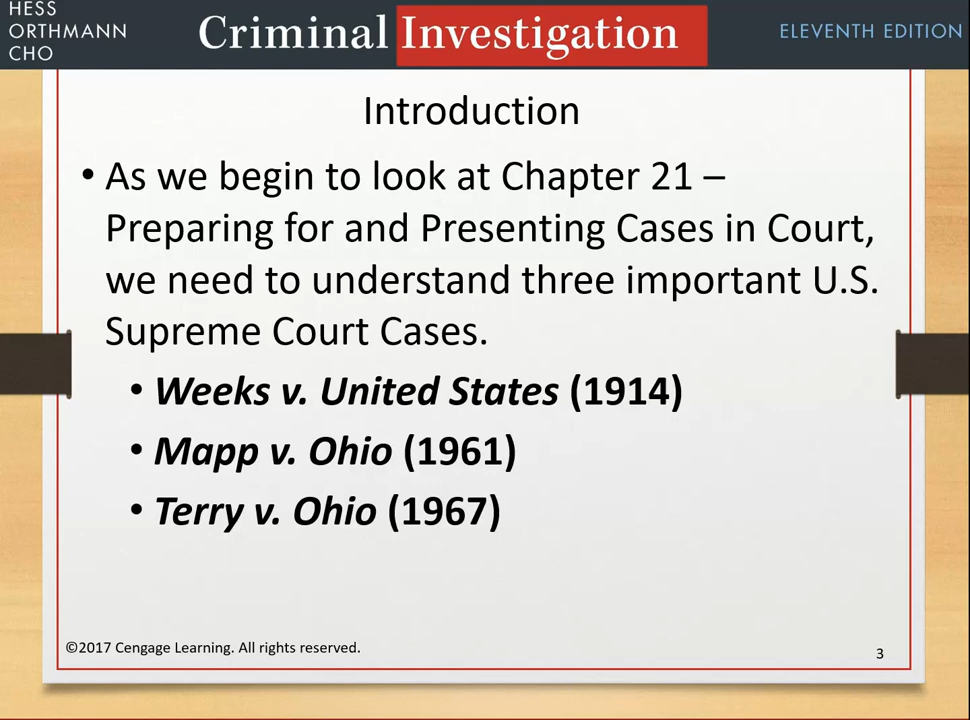 HESS
ORTHMANN
CHO
Criminal Investigation
ELEVENTH EDITION
Introduction
• As we begin to look at Chapter 21 –
Preparing for and Presenting Cases in Court,
we need to understand three important U.S.
Supreme Court Cases.
• Weeks v. United States (1914)
• Mapp v. Ohio (1961)
• Terry v. Ohio (1967)
©2017 Cengage Learning. All rights reserved.
3